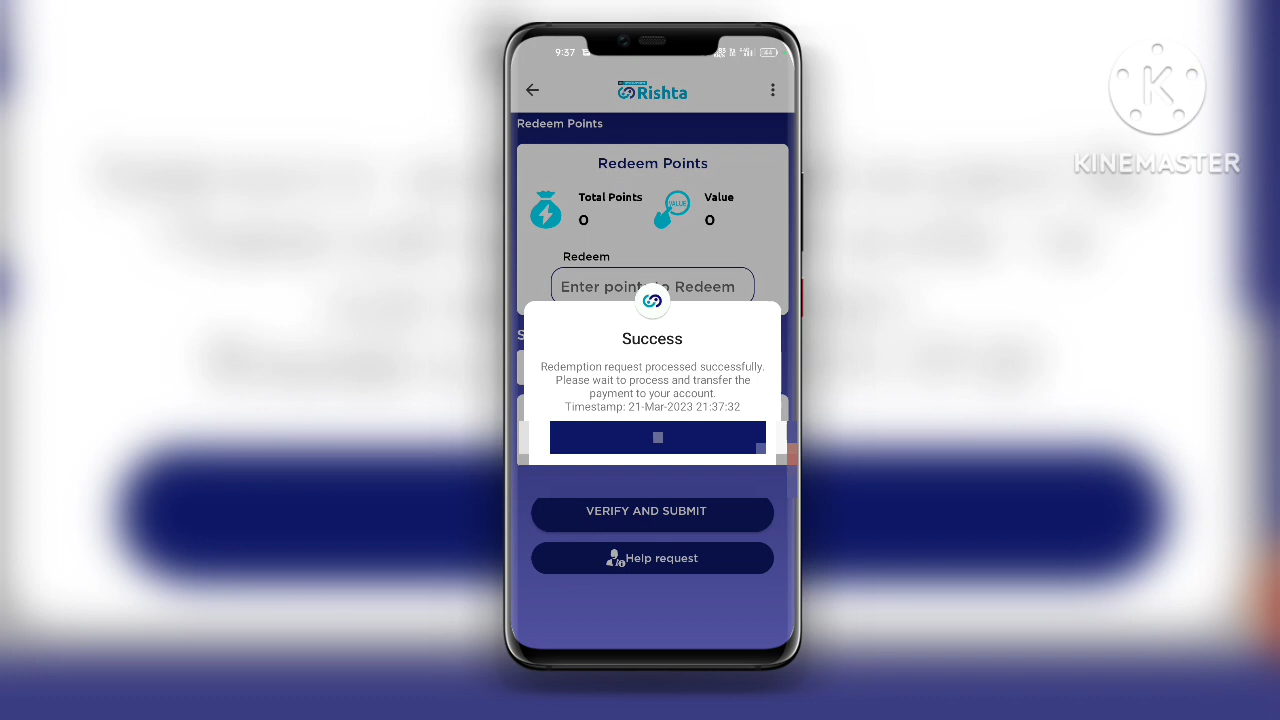 9:37
Rishta
Redeem Points
Redeem Points
Total Points
0
Value
0
VALUE
Redeem
Enter point o Redeem
Success
Redemption request processed successfully.
Please wait to process and transfer the
payment to your account.
Timestamp: 21-Mar-2023 21:37:32
VERIFY AND SUBMIT
Help request
K
KINEMASTER